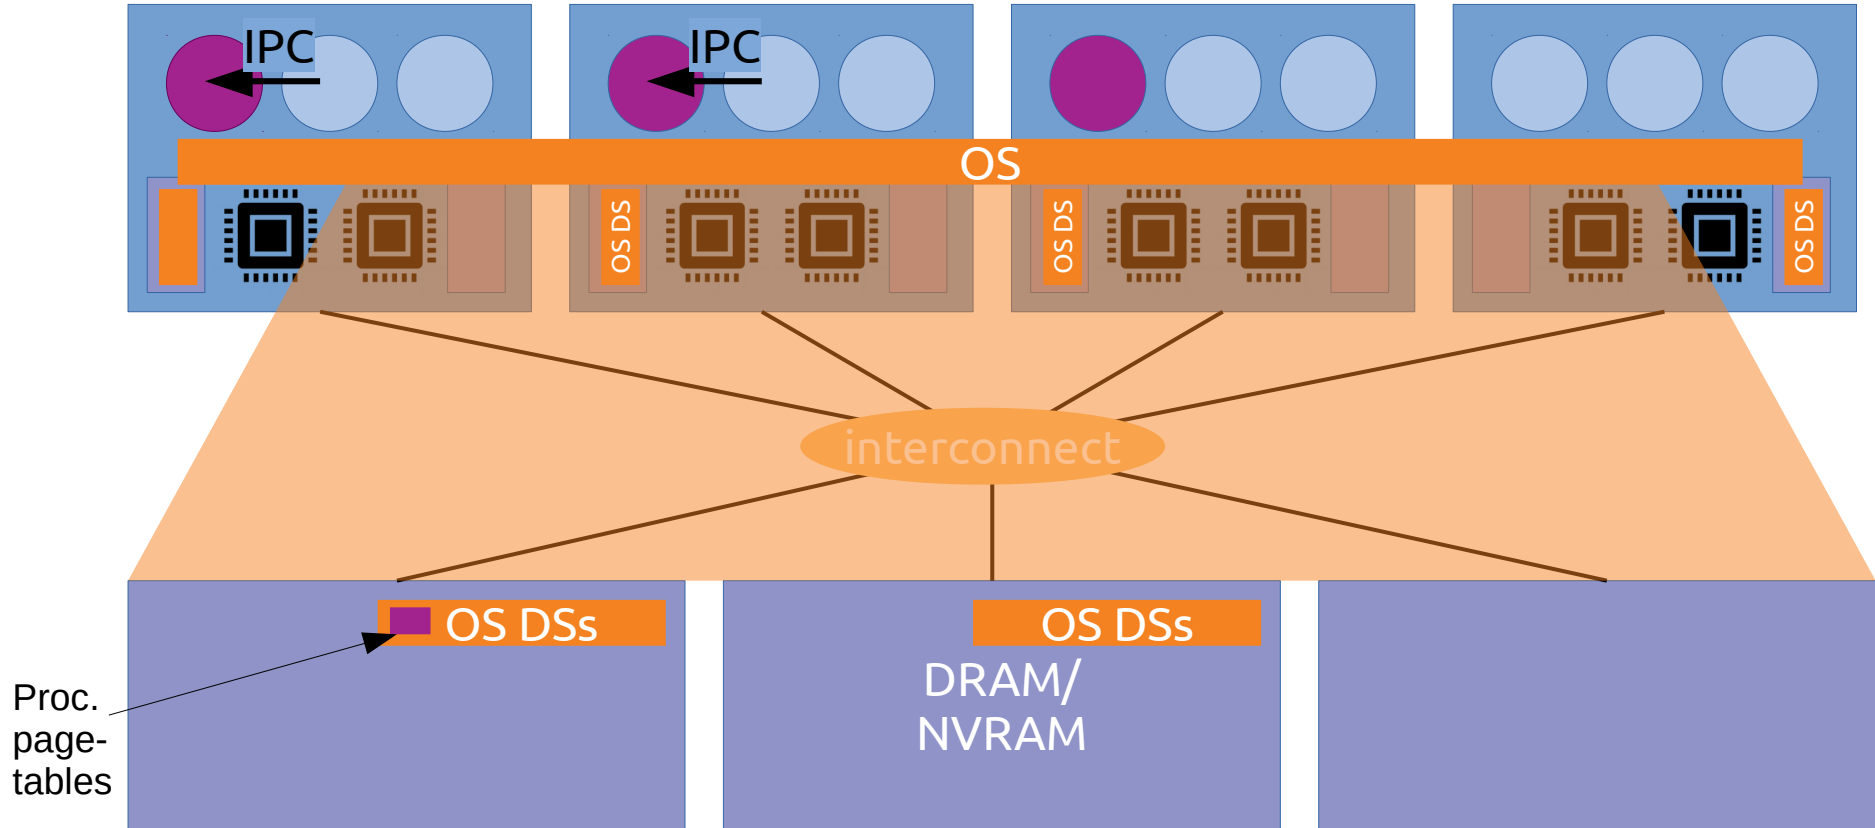 IPC
IPC
OS
OS DS
OS DS
OS DS
interconnect
OS DSs
OS DSs
DRAM/
NVRAM
Proc.
page-
tables